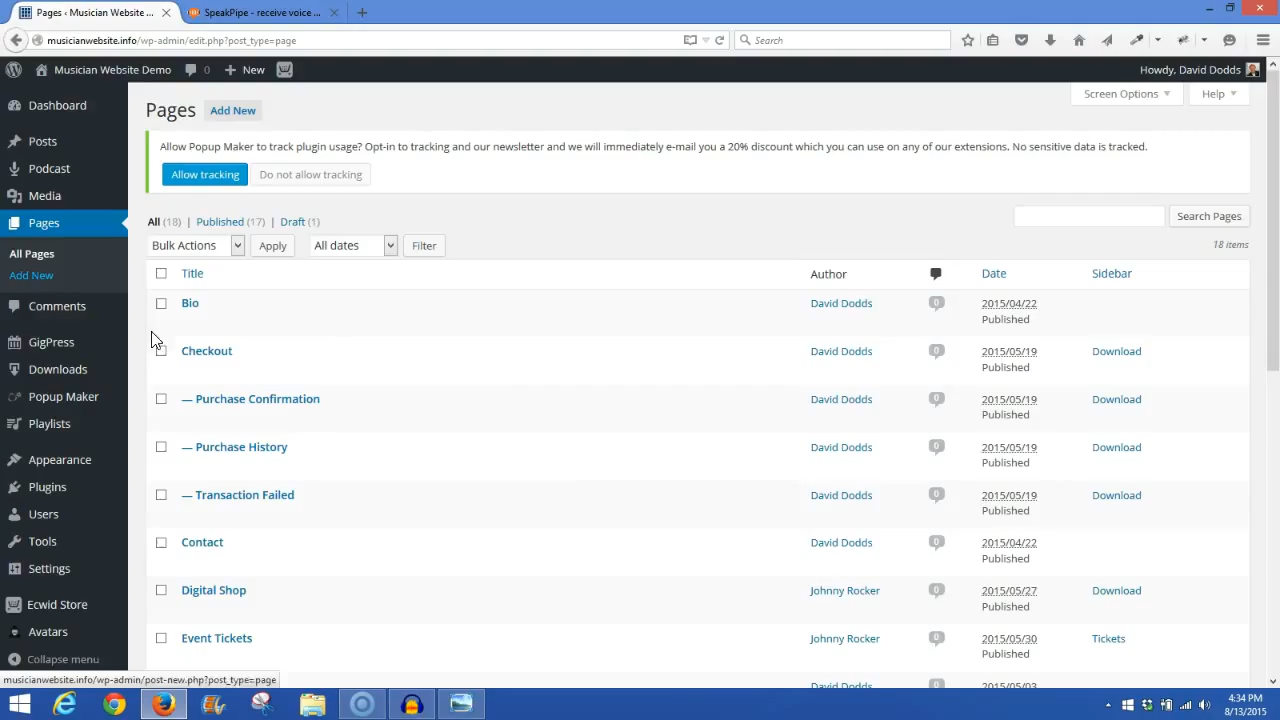 Pages ‹ Musician Website ...
SpeakPipe - receive voice ...
musicianwebsite.info/wp-admin/edit.php?post_type=page
Search
Musician Website Demo
0
New
Howdy, David Dodds
Dashboard
Posts
Podcast
Media
Pages
All Pages
Add New
Comments
GigPress
Downloads
Popup Maker
Playlists
Appearance
Plugins
Users
Tools
Settings
Ecwid Store
Avatars
Collapse menu
Screen Options
Help
Pages Add New
Allow Popup Maker to track plugin usage? Opt-in to tracking and our newsletter and we will immediately e-mail you a 20% discount which you can use on any of our extensions. No sensitive data is tracked.
Allow tracking
Do not allow tracking
All (18) | Published (17) | Draft (1)
Search Pages
Bulk Actions
Apply
All dates
Filter
18 items
Title Author Date Sidebar
Bio David Dodds 0 2015/04/22
Published
Checkout David Dodds 0 2015/05/19 Download
Published
— Purchase Confirmation David Dodds 0 2015/05/19 Download
Published
— Purchase History David Dodds 0 2015/05/19 Download
Published
— Transaction Failed David Dodds 0 2015/05/19 Download
Published
Contact David Dodds 0 2015/04/22
Published
Digital Shop Johnny Rocker 0 2015/05/27 Download
Published
Event Tickets Johnny Rocker 0 2015/05/30 Tickets
Published
David Dodds 0 2015/05/03
musicianwebsite.info/wp-admin/post-new.php?post_type=page
4:34 PM
8/13/2015